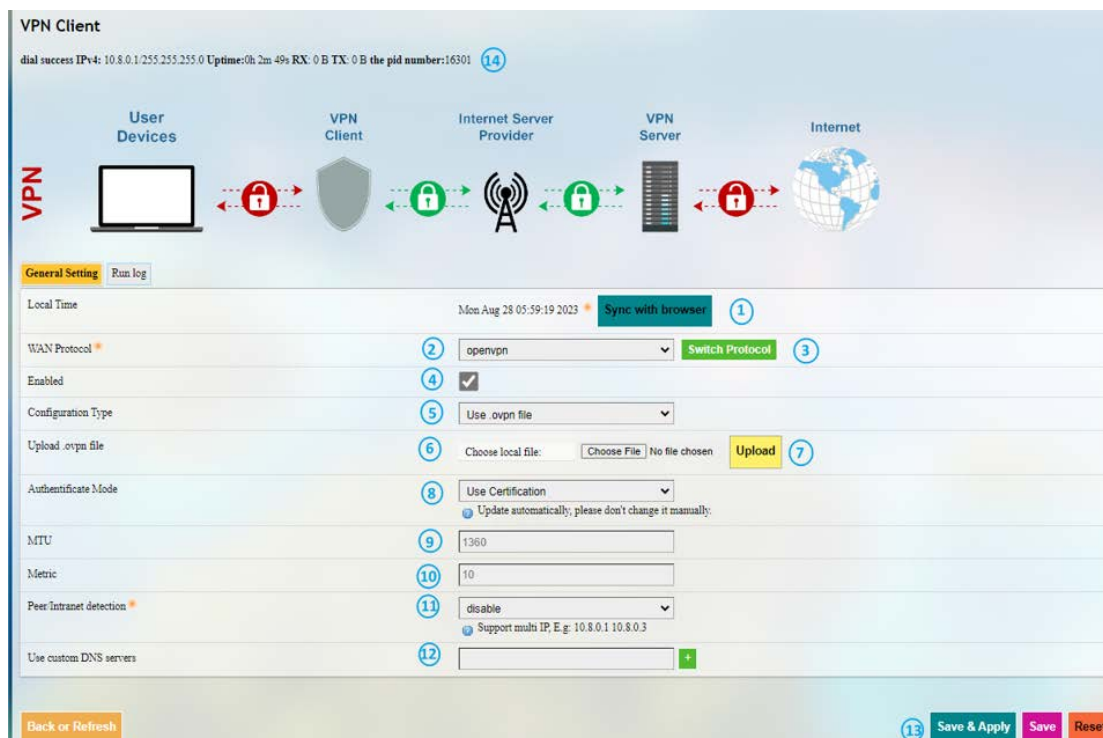 VPN Client
dial success IPv4: 10.8.0.1/255.255.255.0 Uptime:0h 2m 49s RX: 0 B TX: 0 B the pid number:16301 14
User
Devices
VPN
Client
Internet Server
Provider
VPN
Server
Internet
VPN
General Setting Run log
Local Time Mon Aug 28 05:59:19 2023 * Sync with browser 1
WAN Protocol * 2 openvpn Switch Protocol 3
Enabled 4
Configuration Type 5 Use .ovpn file
Upload .ovpn file 6 Choose local file: Choose File No file chosen Upload 7
Authentificate Mode 8 Use Certification
Update automatically, please don't change it manually.
MTU 9 1360
Metric 10 10
Peer/Intranet detection * 11 disable
Support multi IP, E.g: 10.8.0.1 10.8.0.3
Use custom DNS servers 12 +
Back or Refresh 13 Save & Apply Save Reset